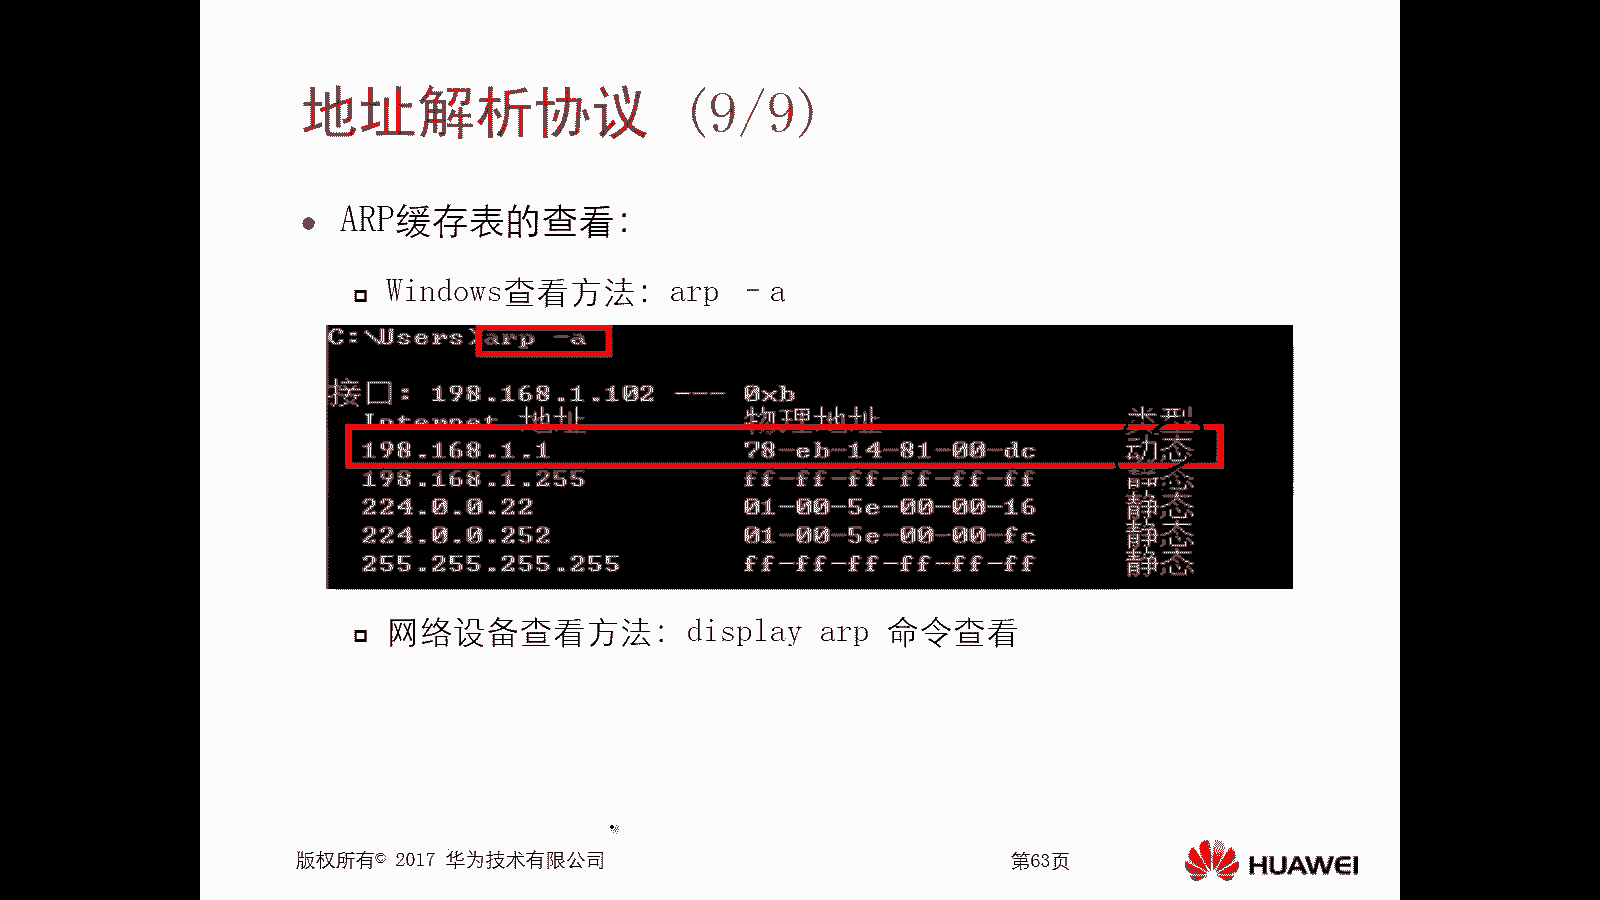 地址解析协议 (9/9)
ARP缓存表的查看:
Windows查看方法: arp -a
C:\Users>arp -a
接口: 198.168.1.102 --- 0xb
Internet 地址 物理地址 类型
198.168.1.1 78-eb-14-81-00-dc 动态
198.168.1.255 ff-ff-ff-ff-ff-ff 静态
224.0.0.22 01-00-5e-00-00-16 静态
224.0.0.252 01-00-5e-00-00-fc 静态
255.255.255.255 ff-ff-ff-ff-ff-ff 静态
网络设备查看方法: display arp 命令查看
版权所有© 2017 华为技术有限公司
第63页
HUAWEI